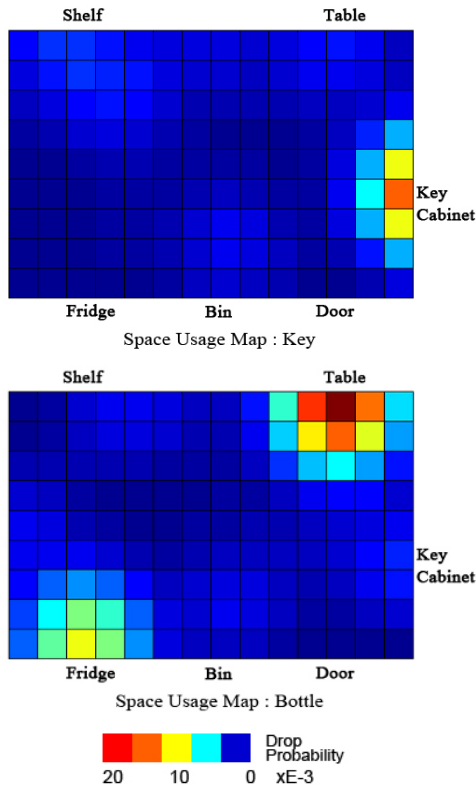 Shelf Table
Key
Cabinet
Fridge Bin Door
Space Usage Map : Key
Shelf Table
Key
Cabinet
Fridge Bin Door
Space Usage Map : Bottle
Drop
Probability
20 10 0 xE-3